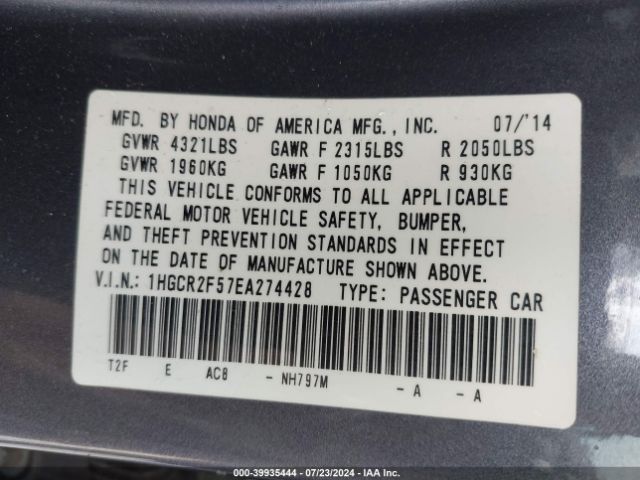 MFD. BY HONDA OF AMERICA MFG., INC. 07/'14
GVWR 4321LBS GAWR F 2315LBS R 2050LBS
GVWR 1960KG GAWR F 1050KG R 930KG
THIS VEHICLE CONFORMS TO ALL APPLICABLE
FEDERAL MOTOR VEHICLE SAFETY, BUMPER,
AND THEFT PREVENTION STANDARDS IN EFFECT
ON THE DATE OF MANUFACTURE SHOWN ABOVE.
V.I.N.: 1HGCR2F57EA274428 TYPE: PASSENGER CAR
T2F E AC8 - NH797M - A - A
000-39935444 - 07/23/2024 - IAA Inc.